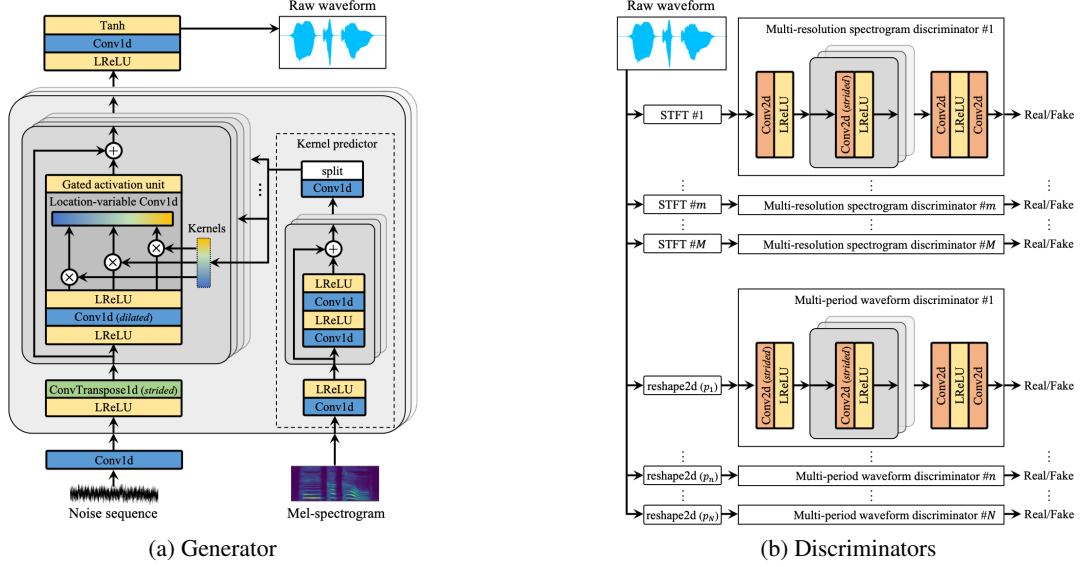 Tanh
Conv1d
LReLU
Raw waveform
Kernel predictor
split
Conv1d
Gated activation unit
Location-variable Conv1d
Kernels
LReLU
Conv1d (dilated)
LReLU
LReLU
Conv1d
LReLU
Conv1d
ConvTranspose1d (strided)
LReLU
LReLU
Conv1d
Conv1d
Noise sequence
Mel-spectrogram
(a) Generator
Raw waveform
Multi-resolution spectrogram discriminator #1
STFT #1
Conv2d
LReLU
Conv2d (strided)
LReLU
Conv2d
LReLU
Conv2d
Real/Fake
STFT #m
Multi-resolution spectrogram discriminator #m
Real/Fake
STFT #M
Multi-resolution spectrogram discriminator #M
Real/Fake
Multi-period waveform discriminator #1
reshape2d (p₁)
Conv2d (strided)
LReLU
Conv2d (strided)
LReLU
Conv2d
LReLU
Conv2d
Real/Fake
reshape2d (pₙ)
Multi-period waveform discriminator #n
Real/Fake
reshape2d (p_N)
Multi-period waveform discriminator #N
Real/Fake
(b) Discriminators